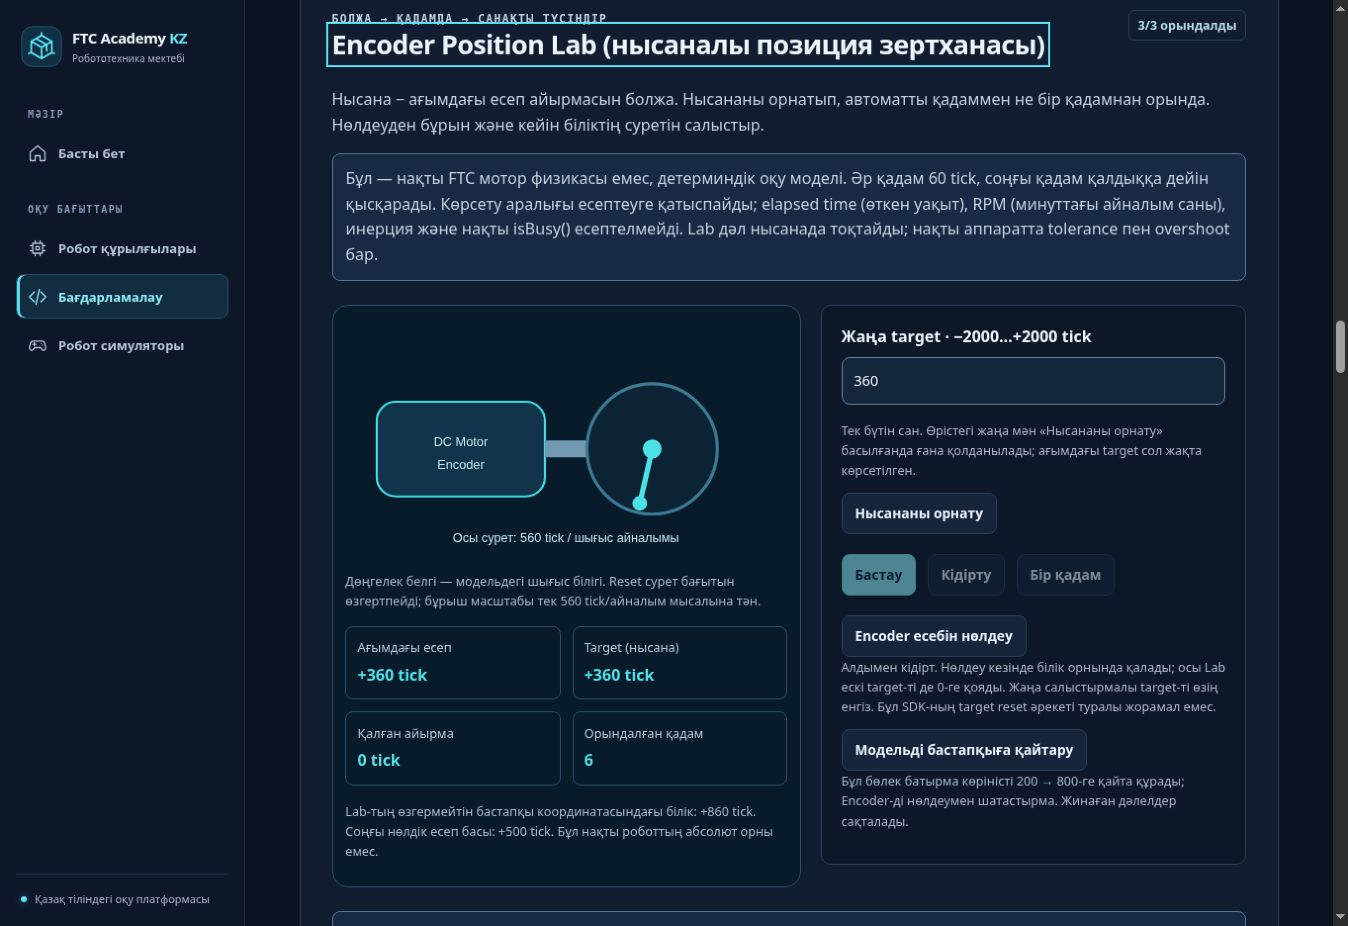 FTC Academy KZ
Робототехника мектебі
МӘЗІР
Басты бет
ОҚУ БАҒЫТТАРЫ
Робот құрылғылары
Бағдарламалау
Робот симуляторы
Қазақ тіліндегі оқу платформасы
БОЛЖА → ҚАДАМДА → САНАҚТЫ ТҮСІНДІР
Encoder Position Lab (нысаналы позиция зертханасы)
3/3 орындалды
Нысана − ағымдағы есеп айырмасын болжа. Нысананы орнатып, автоматты қадаммен не бір қадамнан орында.
Нөлдеуден бұрын және кейін біліктің суретін салыстыр.
Бұл — нақты FTC мотор физикасы емес, детерминдік оқу моделі. Әр қадам 60 tick, соңғы қадам қалдыққа дейін
қысқарады. Көрсету аралығы есептеуге қатыспайды; elapsed time (өткен уақыт), RPM (минуттағы айналым саны),
инерция және нақты isBusy() есептелмейді. Lab дәл нысанада тоқтайды; нақты аппаратта tolerance пен overshoot
бар.
DC Motor
Encoder
Осы сурет: 560 tick / шығыс айналымы
Дөңгелек белгі — модельдегі шығыс білігі. Reset сурет бағытын
өзгертпейді; бұрыш масштабы тек 560 tick/айналым мысалына тән.
Ағымдағы есеп
+360 tick
Target (нысана)
+360 tick
Қалған айырма
0 tick
Орындалған қадам
6
Lab-тың өзгермейтін бастапқы координатасындағы білік: +860 tick.
Соңғы нөлдік есеп басы: +500 tick. Бұл нақты роботтың абсолют орны
емес.
Жаңа target · −2000…+2000 tick
360
Тек бүтін сан. Өрістегі жаңа мән «Нысананы орнату»
басылғанда ғана қолданылады; ағымдағы target сол жақта
көрсетілген.
Нысананы орнату
Бастау
Кідірту
Бір қадам
Encoder есебін нөлдеу
Алдымен кідірт. Нөлдеу кезінде білік орнында қалады; осы Lab
ескі target-ті де 0-ге қояды. Жаңа салыстырмалы target-ті өзің
енгіз. Бұл SDK-ның target reset әрекеті туралы жорамал емес.
Модельді бастапқыға қайтару
Бұл бөлек батырма көріністі 200 → 800-ге қайта құрады;
Encoder-ді нөлдеумен шатастырма. Жинаған дәлелдер
сақталады.